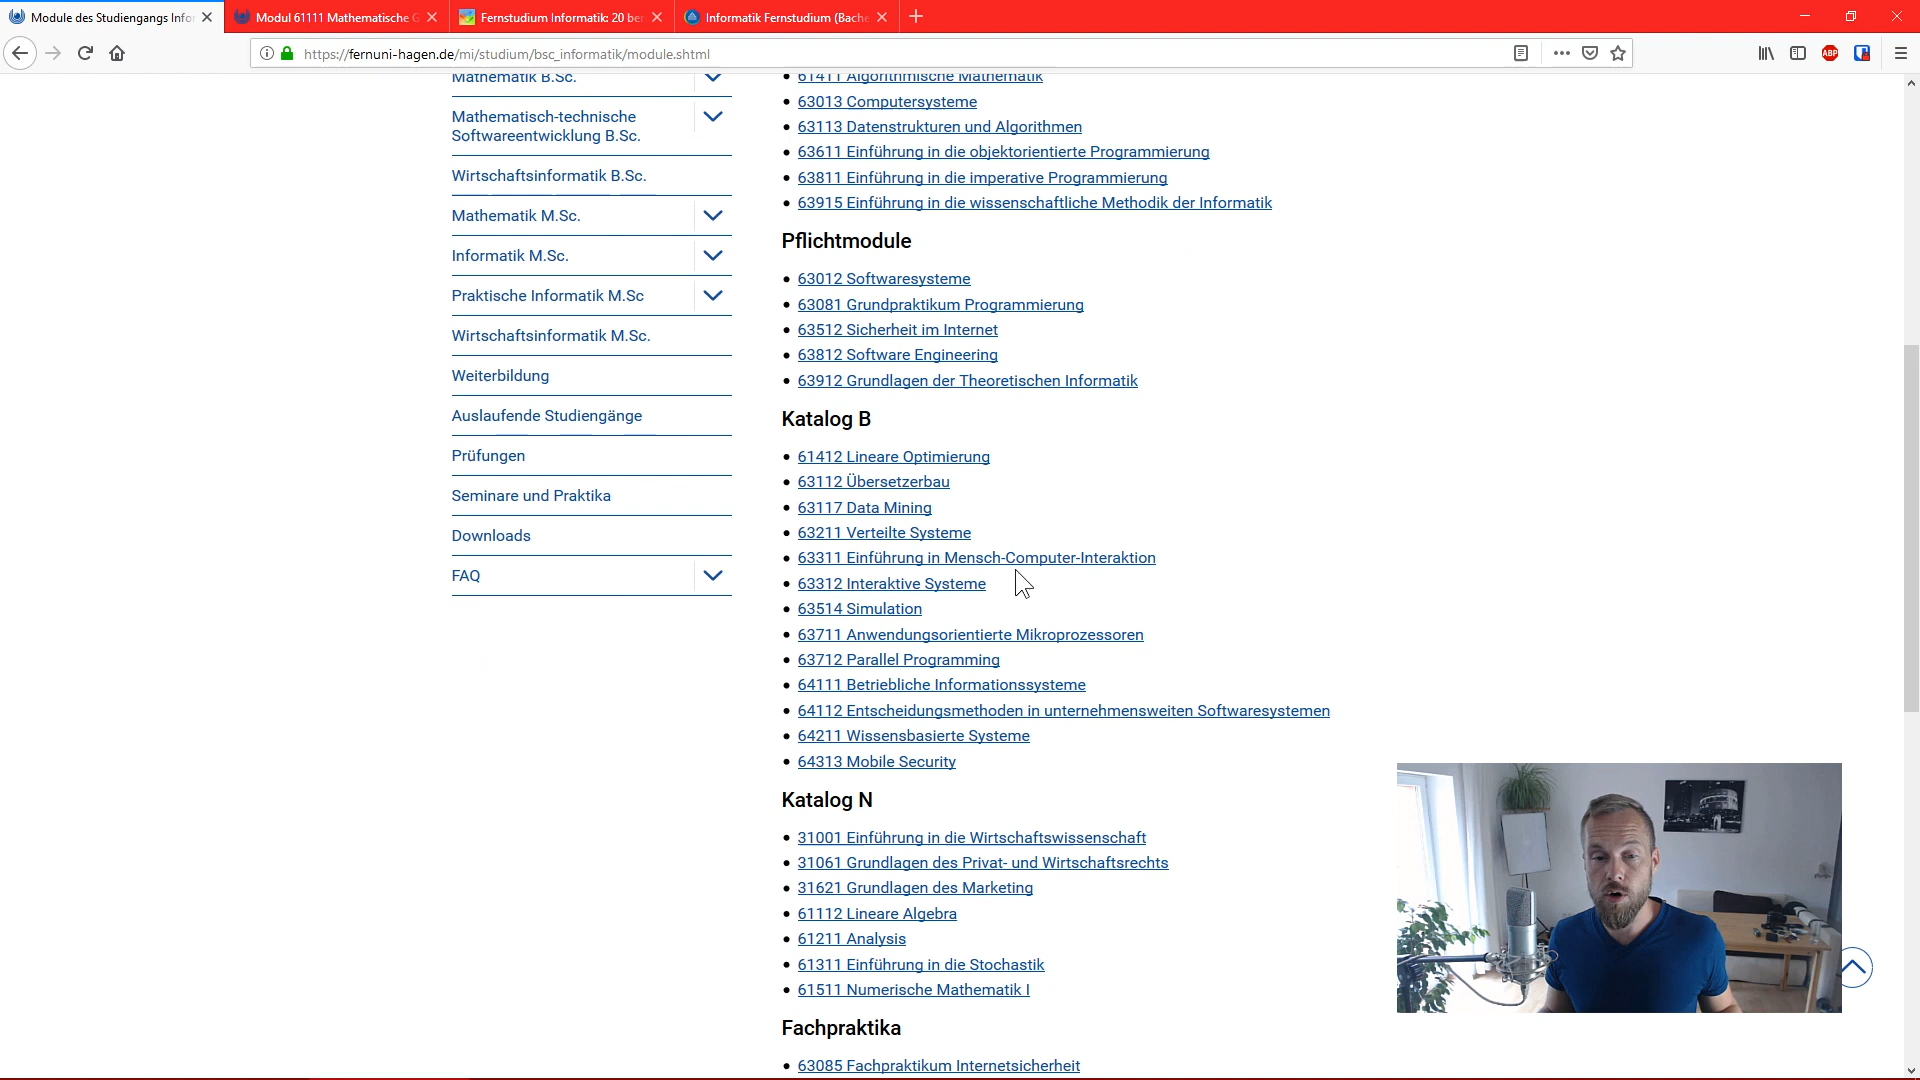 Module des Studiengangs Infor
Modul 61111 Mathematische G
Fernstudium Informatik: 20 ber
Informatik Fernstudium (Bache
https://fernuni-hagen.de/mi/studium/bsc_informatik/module.shtml
ABP
Mathematik B.Sc.
Mathematisch-technische
Softwareentwicklung B.Sc.
Wirtschaftsinformatik B.Sc.
Mathematik M.Sc.
Informatik M.Sc.
Praktische Informatik M.Sc
Wirtschaftsinformatik M.Sc.
Weiterbildung
Auslaufende Studiengänge
Prüfungen
Seminare und Praktika
Downloads
FAQ
61411 Algorithmische Mathematik
63013 Computersysteme
63113 Datenstrukturen und Algorithmen
63611 Einführung in die objektorientierte Programmierung
63811 Einführung in die imperative Programmierung
63915 Einführung in die wissenschaftliche Methodik der Informatik
Pflichtmodule
63012 Softwaresysteme
63081 Grundpraktikum Programmierung
63512 Sicherheit im Internet
63812 Software Engineering
63912 Grundlagen der Theoretischen Informatik
Katalog B
61412 Lineare Optimierung
63112 Übersetzerbau
63117 Data Mining
63211 Verteilte Systeme
63311 Einführung in Mensch-Computer-Interaktion
63312 Interaktive Systeme
63514 Simulation
63711 Anwendungsorientierte Mikroprozessoren
63712 Parallel Programming
64111 Betriebliche Informationssysteme
64112 Entscheidungsmethoden in unternehmensweiten Softwaresystemen
64211 Wissensbasierte Systeme
64313 Mobile Security
Katalog N
31001 Einführung in die Wirtschaftswissenschaft
31061 Grundlagen des Privat- und Wirtschaftsrechts
31621 Grundlagen des Marketing
61112 Lineare Algebra
61211 Analysis
61311 Einführung in die Stochastik
61511 Numerische Mathematik I
Fachpraktika
63085 Fachpraktikum Internetsicherheit